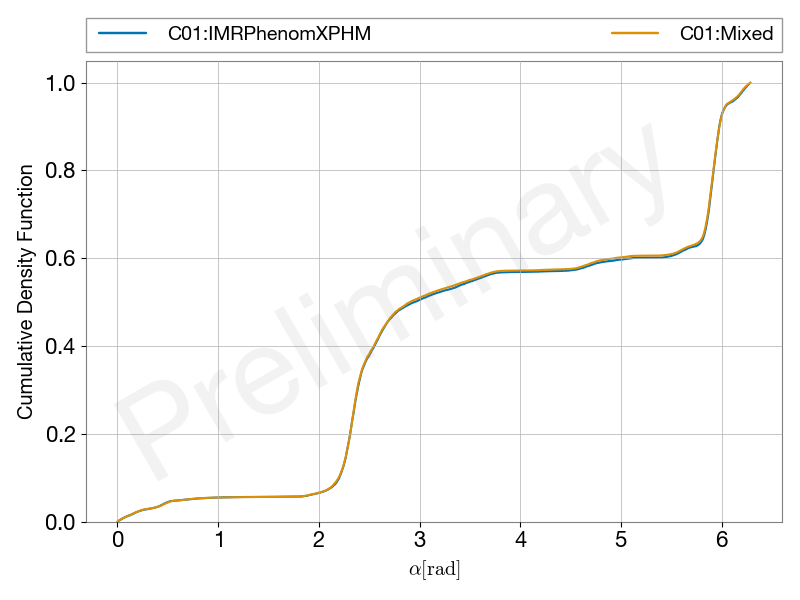 C01:IMRPhenomXPHM C01:Mixed
1.0
0.8
0.6
0.4
0.2
0.0
Cumulative Density Function
Preliminary
0 1 2 3 4 5 6
α[rad]